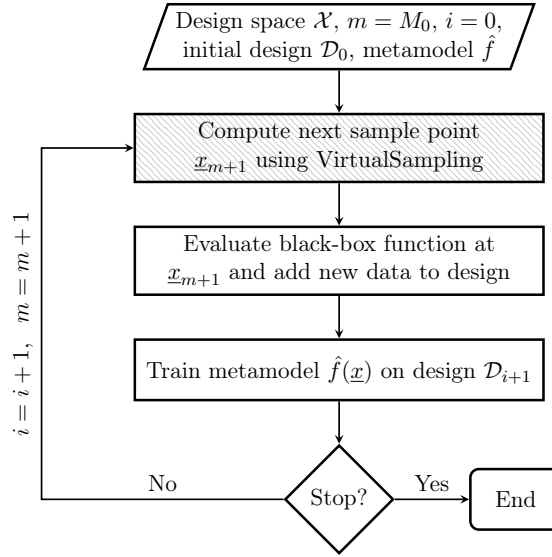 Design space 𝒳, m = M₀, i = 0,
initial design 𝒟₀, metamodel f̂
Compute next sample point
x̲ₘ₊₁ using VirtualSampling
Evaluate black-box function at
x̲ₘ₊₁ and add new data to design
Train metamodel f̂(x̲) on design 𝒟ᵢ₊₁
Stop?
No
Yes
End
i = i + 1, m = m + 1